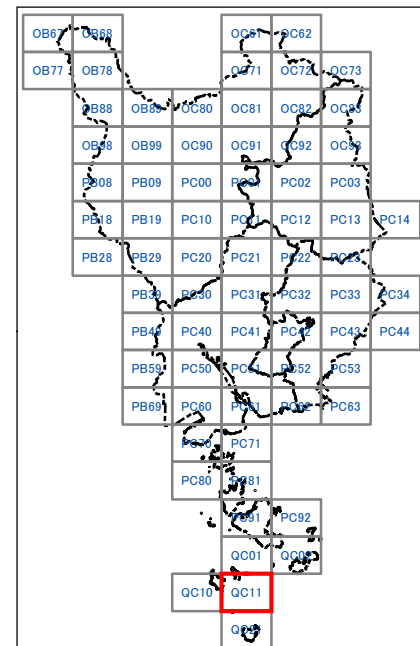 OB67 OB68 OC61 OC62
OB77 OB78 OC71 OC72 OC73
OB88 OB89 OC80 OC81 OC82 OC83
OB98 OB99 OC90 OC91 OC92 OC93
PB08 PB09 PC00 PC01 PC02 PC03
PB18 PB19 PC10 PC11 PC12 PC13 PC14
PB28 PB29 PC20 PC21 PC22 PC23
PB39 PC30 PC31 PC32 PC33 PC34
PB49 PC40 PC41 PC42 PC43 PC44
PB59 PC50 PC51 PC52 PC53
PB69 PC60 PC61 PC62 PC63
PC70 PC71
PC80 PC81
PC91 PC92
QC01 QC02
QC10 QC11
QC21